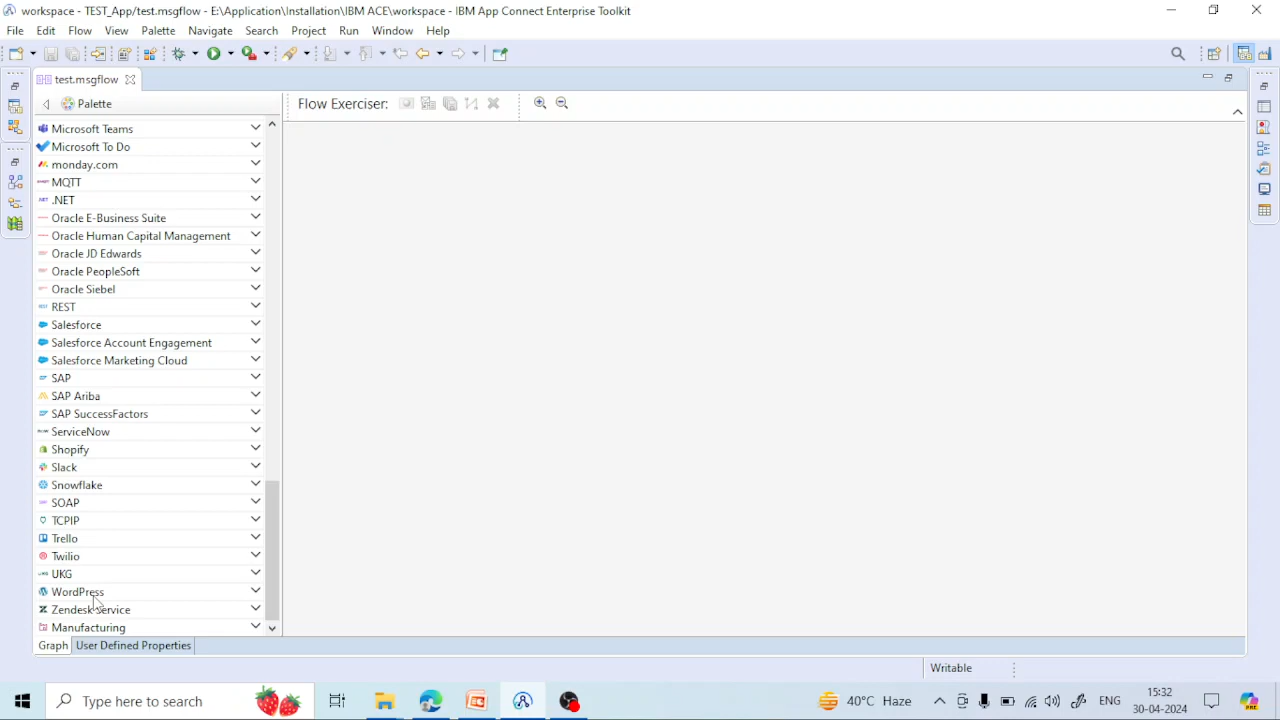 workspace - TEST_App/test.msgflow - E:\Application\Installation\IBM ACE\workspace - IBM App Connect Enterprise Toolkit
File Edit Flow View Palette Navigate Search Project Run Window Help
test.msgflow
Palette
Flow Exerciser:
Microsoft Teams
Microsoft To Do
monday.com
MQTT
.NET
Oracle E-Business Suite
Oracle Human Capital Management
Oracle JD Edwards
Oracle PeopleSoft
Oracle Siebel
REST
Salesforce
Salesforce Account Engagement
Salesforce Marketing Cloud
SAP
SAP Ariba
SAP SuccessFactors
ServiceNow
Shopify
Slack
Snowflake
SOAP
TCPIP
Trello
Twilio
UKG
WordPress
Zendesk Service
Manufacturing
Graph User Defined Properties
Writable
Type here to search
40°C Haze
ENG
15:32
30-04-2024